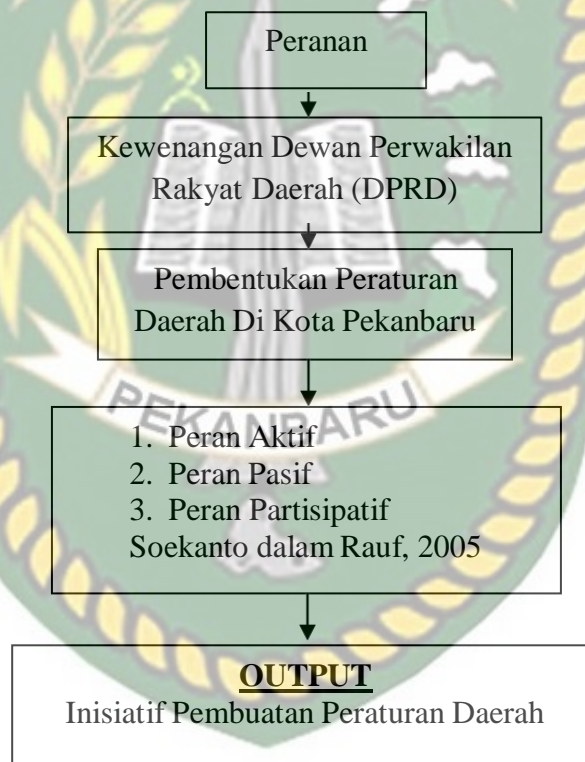 Peranan
Kewenangan Dewan Perwakilan
Rakyat Daerah (DPRD)
Pembentukan Peraturan
Daerah Di Kota Pekanbaru
PEKANBARU
1. Peran Aktif
2. Peran Pasif
3. Peran Partisipatif
Soekanto dalam Rauf, 2005
OUTPUT
Inisiatif Pembuatan Peraturan Daerah